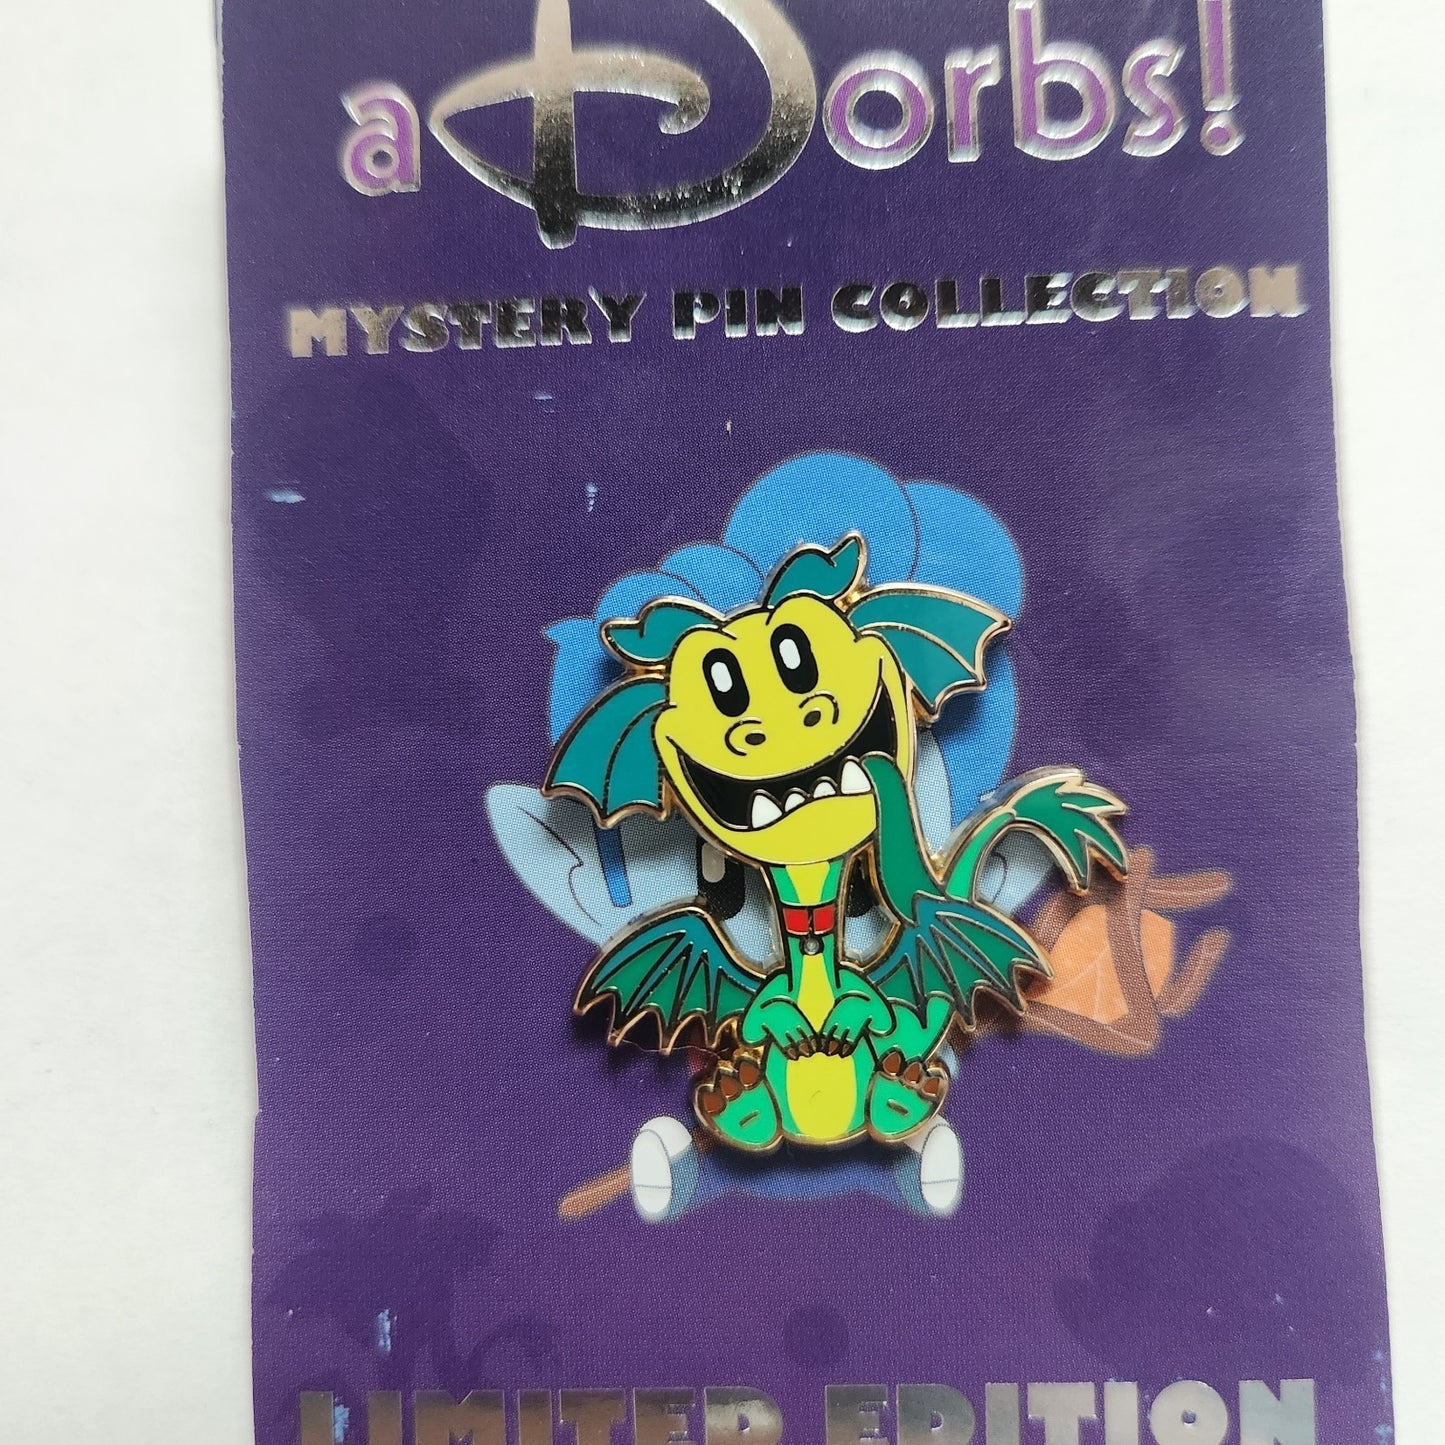 aDorbs!
MYSTERY PIN COLLECTION
LIMITED EDITION